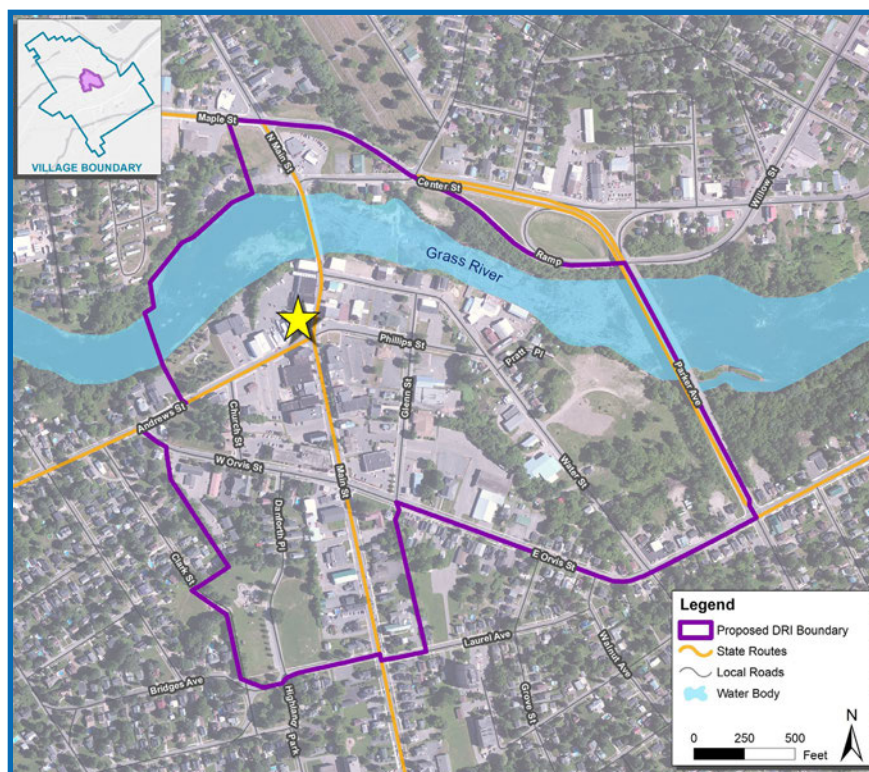 VILLAGE BOUNDARY
Maple St
N Main St
Center St
Willow St
Ramp
Grass River
Phillips St
Pratt Pl
Glenn St
Parker Ave
Andrews St
Church St
W Orvis St
Main St
Water St
Danforth Pl
Clark St
E Orvis St
Laurel Ave
Walnut Ave
Bridges Ave
Highland Park
Grove St
Legend
Proposed DRI Boundary
State Routes
Local Roads
Water Body
N
0 250 500
Feet